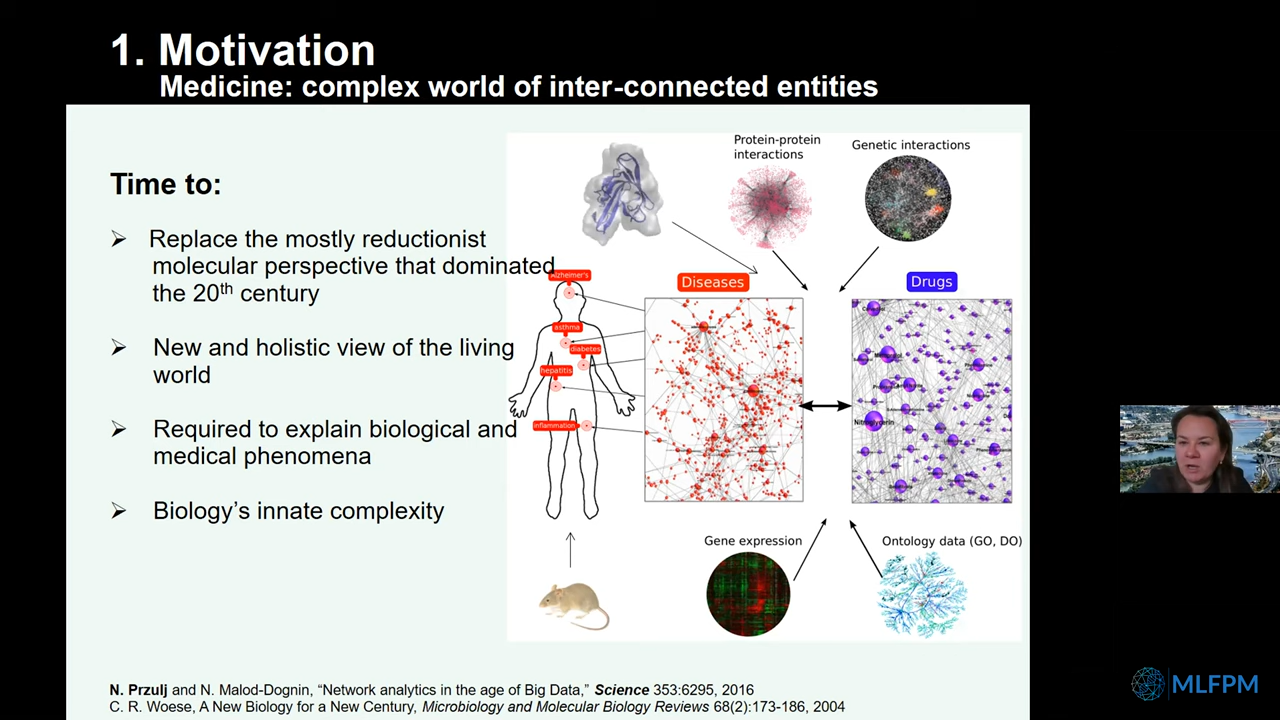 1. Motivation
Medicine: complex world of inter-connected entities
Time to:
Replace the mostly reductionist
molecular perspective that dominated
the 20th century
New and holistic view of the living
world
Required to explain biological and
medical phenomena
Biology's innate complexity
Protein-protein
interactions
Genetic interactions
Alzheimer's
asthma
diabetes
hepatitis
inflammation
Diseases
Drugs
Nitroglycerin
Gene expression
Ontology data (GO, DO)
N. Przulj and N. Malod-Dognin, “Network analytics in the age of Big Data,” Science 353:6295, 2016
C. R. Woese, A New Biology for a New Century, Microbiology and Molecular Biology Reviews 68(2):173-186, 2004
MLFPM